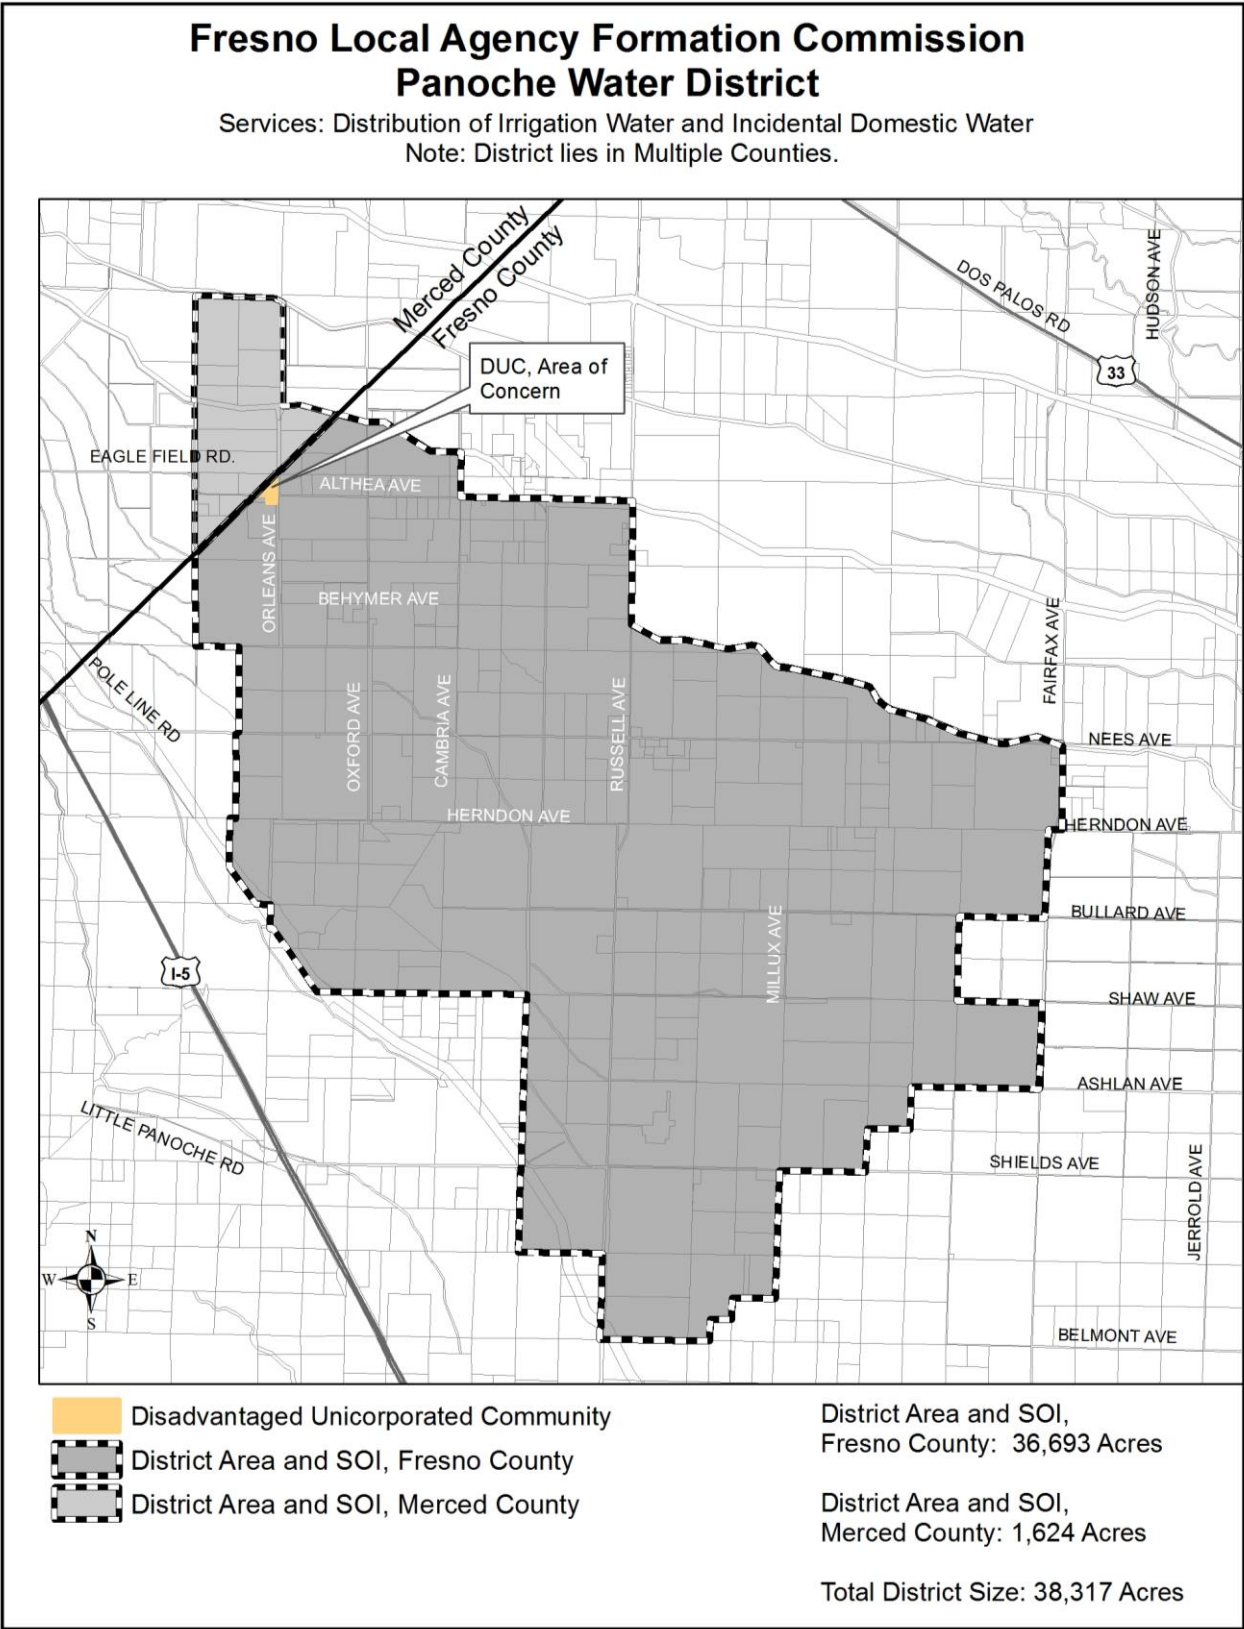 Fresno Local Agency Formation Commission
Panoche Water District
Services: Distribution of Irrigation Water and Incidental Domestic Water
Note: District lies in Multiple Counties.
Merced County
Fresno County
DOS PALOS RD
HUDSON AVE
33
DUC, Area of
Concern
EAGLE FIELD RD.
ALTHEA AVE
ORLEANS AVE
BEHYMER AVE
FAIRFAX AVE
POLE LINE RD
OXFORD AVE
CAMBRIA AVE
RUSSELL AVE
NEES AVE
HERNDON AVE
HERNDON AVE
BULLARD AVE
MILLUX AVE
I-5
SHAW AVE
ASHLAN AVE
LITTLE PANOCHE RD
SHIELDS AVE
JERROLD AVE
N
W
E
S
BELMONT AVE
Disadvantaged Unicorporated Community
District Area and SOI, Fresno County
District Area and SOI, Merced County
District Area and SOI,
Fresno County: 36,693 Acres
District Area and SOI,
Merced County: 1,624 Acres
Total District Size: 38,317 Acres